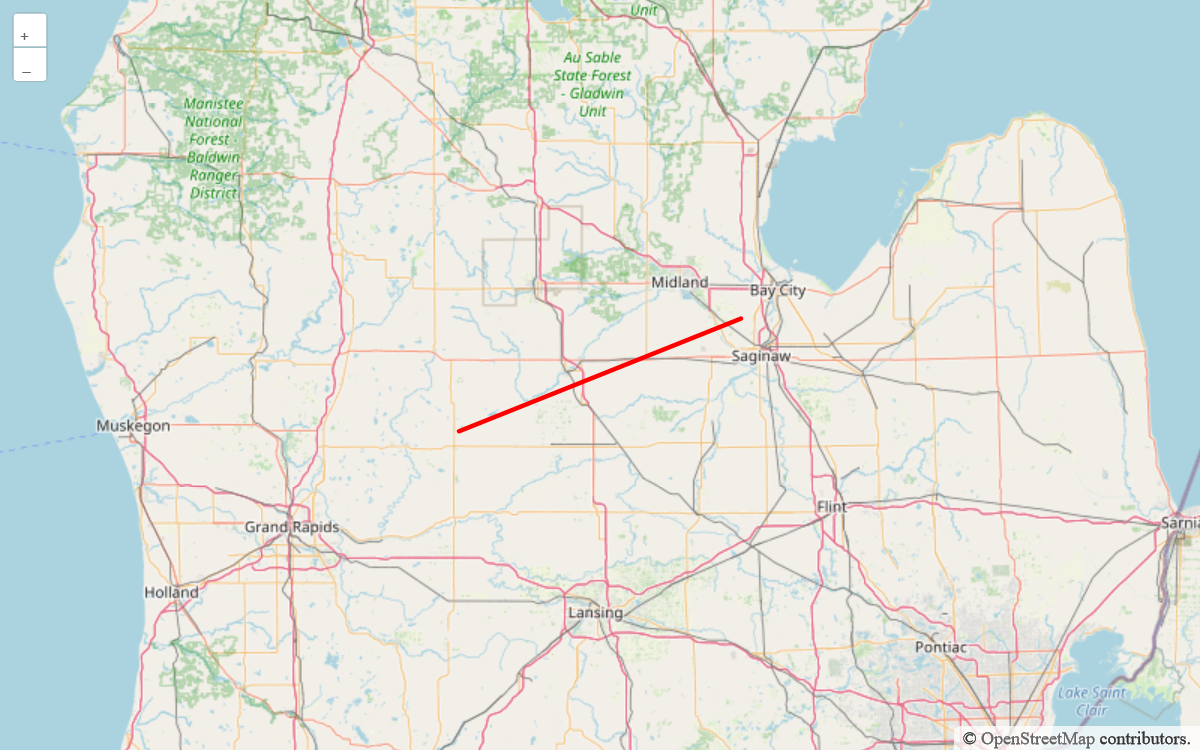 +
–
Unit
Au Sable
State Forest
- Gladwin
Unit
Manistee
National
Forest -
Baldwin
Ranger
District
Midland
Bay City
Saginaw
Muskegon
Grand Rapids
Flint
Sarnia
Holland
Lansing
Pontiac
Lake Saint
Clair
© OpenStreetMap contributors.